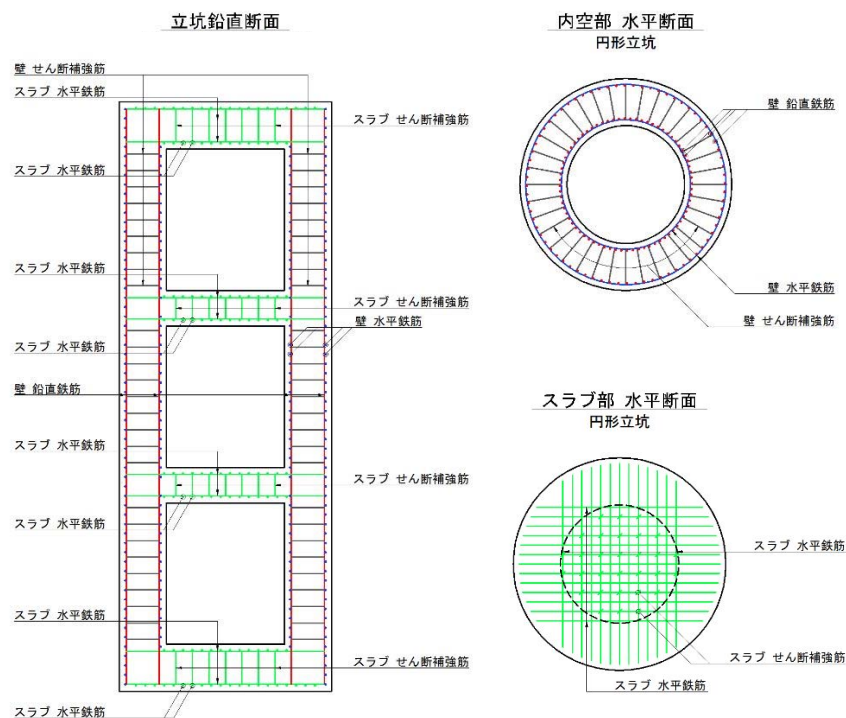 立坑鉛直断面
壁 せん断補強筋
スラブ 水平鉄筋
スラブ せん断補強筋
スラブ 水平鉄筋
スラブ 水平鉄筋
スラブ せん断補強筋
壁 水平鉄筋
スラブ 水平鉄筋
壁 鉛直鉄筋
スラブ 水平鉄筋
スラブ せん断補強筋
スラブ 水平鉄筋
スラブ 水平鉄筋
スラブ せん断補強筋
スラブ 水平鉄筋
内空部 水平断面
円形立坑
壁 鉛直鉄筋
壁 水平鉄筋
壁 せん断補強筋
スラブ部 水平断面
円形立坑
スラブ 水平鉄筋
スラブ せん断補強筋
スラブ 水平鉄筋